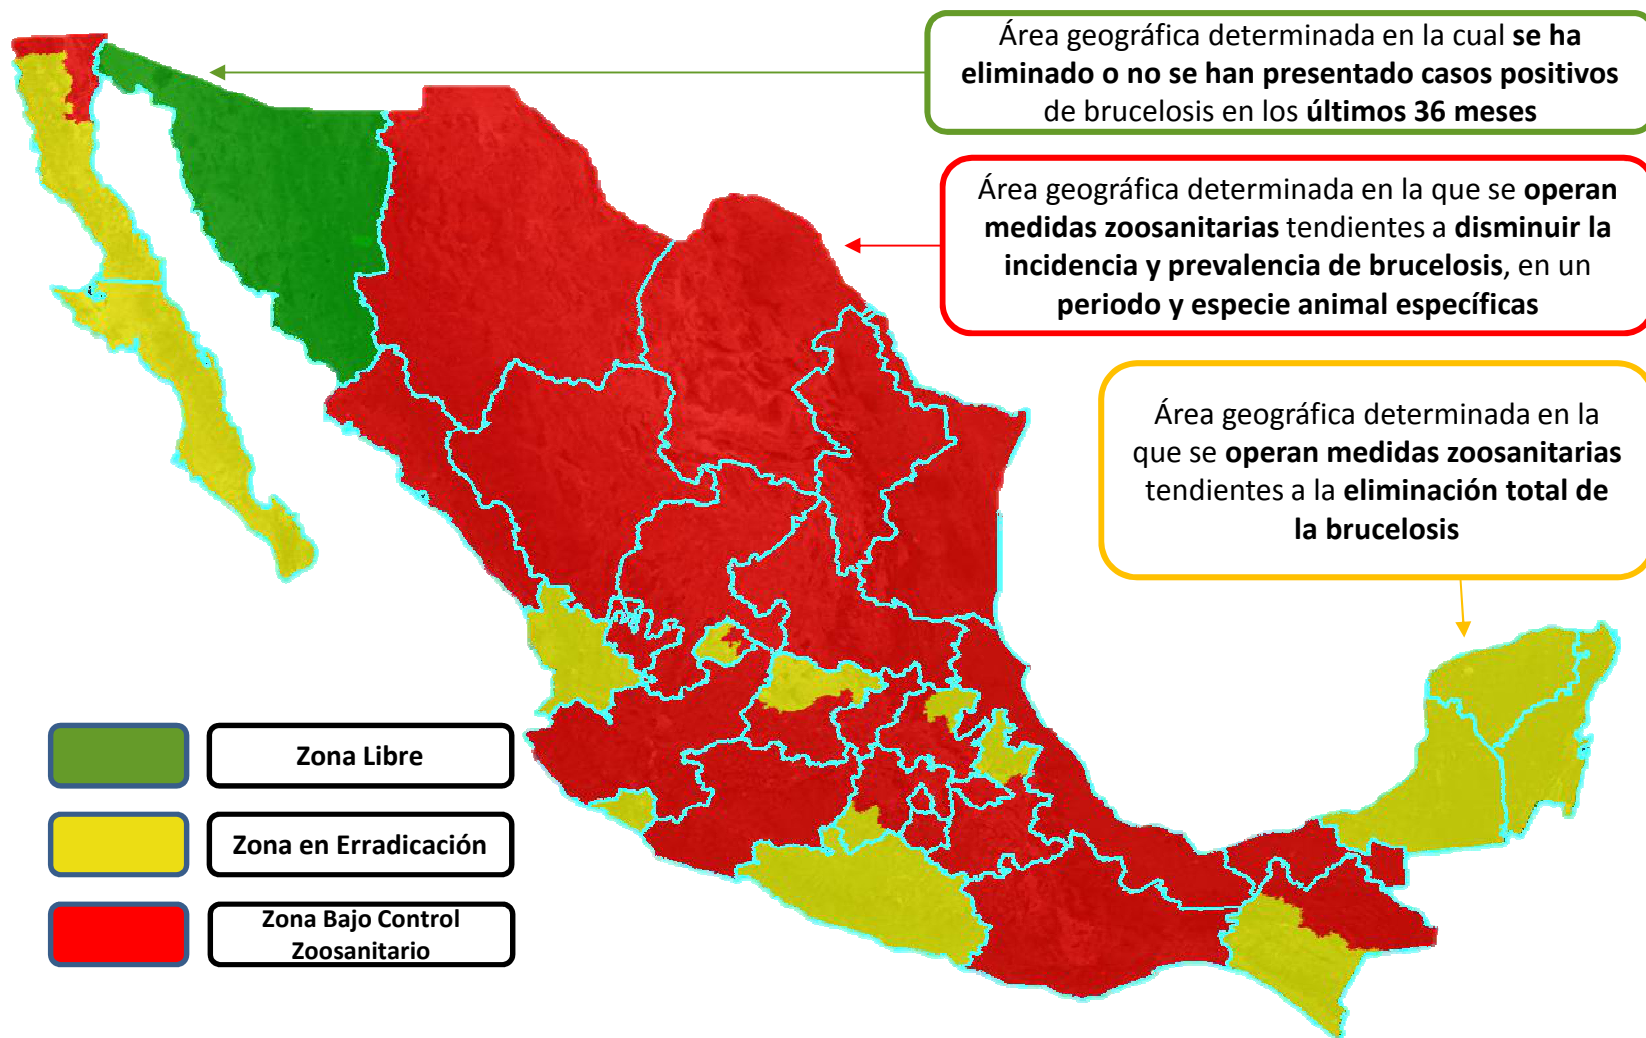 Área geográfica determinada en la cual se ha
eliminado o no se han presentado casos positivos
de brucelosis en los últimos 36 meses
Área geográfica determinada en la que se operan
medidas zoosanitarias tendientes a disminuir la
incidencia y prevalencia de brucelosis, en un
periodo y especie animal específicas
Área geográfica determinada en la
que se operan medidas zoosanitarias
tendientes a la eliminación total de
la brucelosis
Zona Libre
Zona en Erradicación
Zona Bajo Control
Zoosanitario